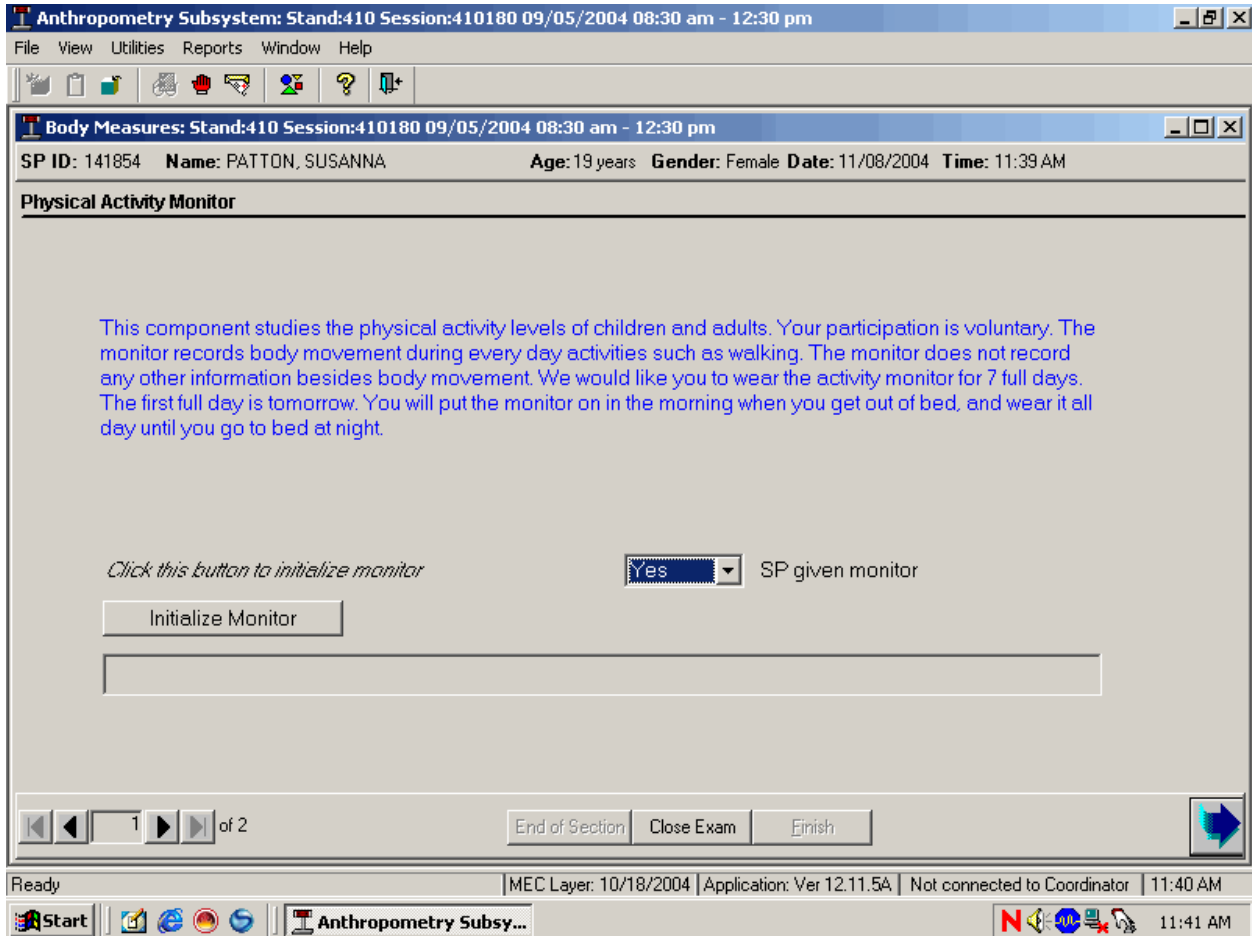 Anthropometry Subsystem: Stand:410 Session:410180 09/05/2004 08:30 am - 12:30 pm
File View Utilities Reports Window Help
Body Measures: Stand:410 Session:410180 09/05/2004 08:30 am - 12:30 pm
SP ID: 141854 Name: PATTON, SUSANNA Age: 19 years Gender: Female Date: 11/08/2004 Time: 11:39 AM
Physical Activity Monitor
This component studies the physical activity levels of children and adults. Your participation is voluntary. The
monitor records body movement during every day activities such as walking. The monitor does not record
any other information besides body movement. We would like you to wear the activity monitor for 7 full days.
The first full day is tomorrow. You will put the monitor on in the morning when you get out of bed, and wear it all
day until you go to bed at night.
Click this button to initialize monitor Yes SP given monitor
Initialize Monitor
1 of 2 End of Section Close Exam Finish
Ready MEC Layer: 10/18/2004 Application: Ver 12.11.5A Not connected to Coordinator 11:40 AM
Start Anthropometry Subsy... N 11:41 AM